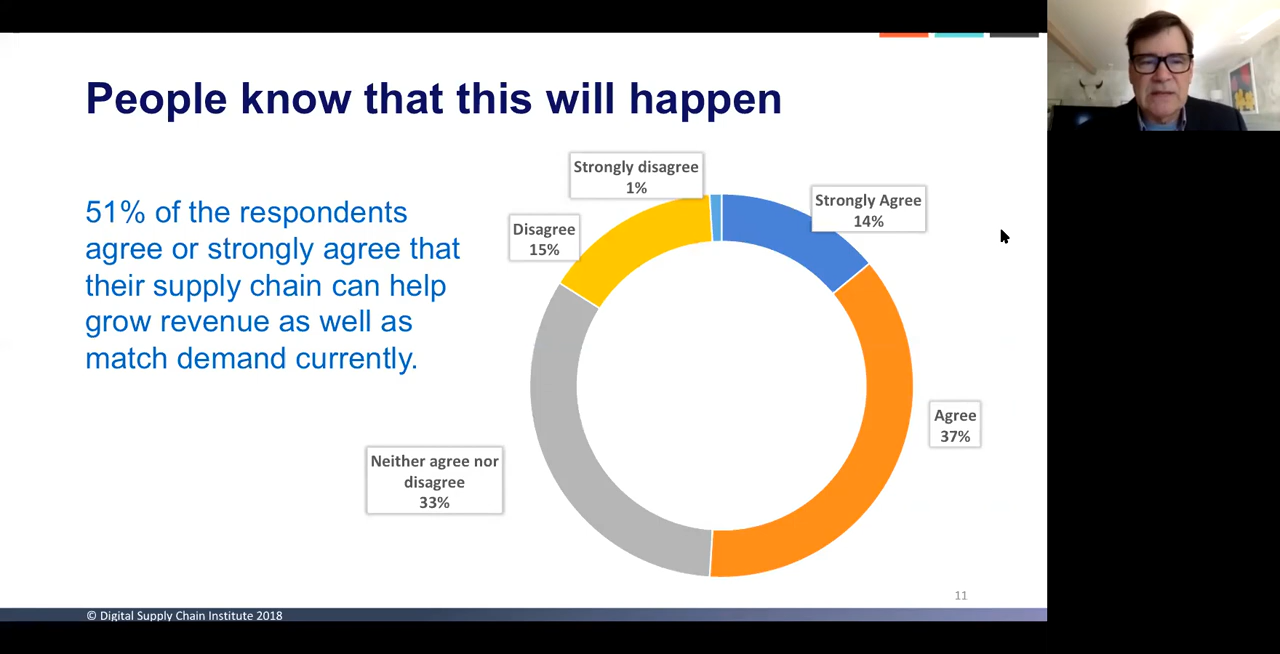 People know that this will happen
51% of the respondents
agree or strongly agree that
their supply chain can help
grow revenue as well as
match demand currently.
Strongly disagree
1%
Strongly Agree
14%
Disagree
15%
Agree
37%
Neither agree nor
disagree
33%
11
© Digital Supply Chain Institute 2018